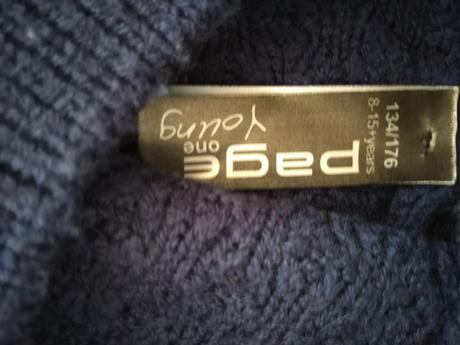 page
one
Young
134/176
8-15+years